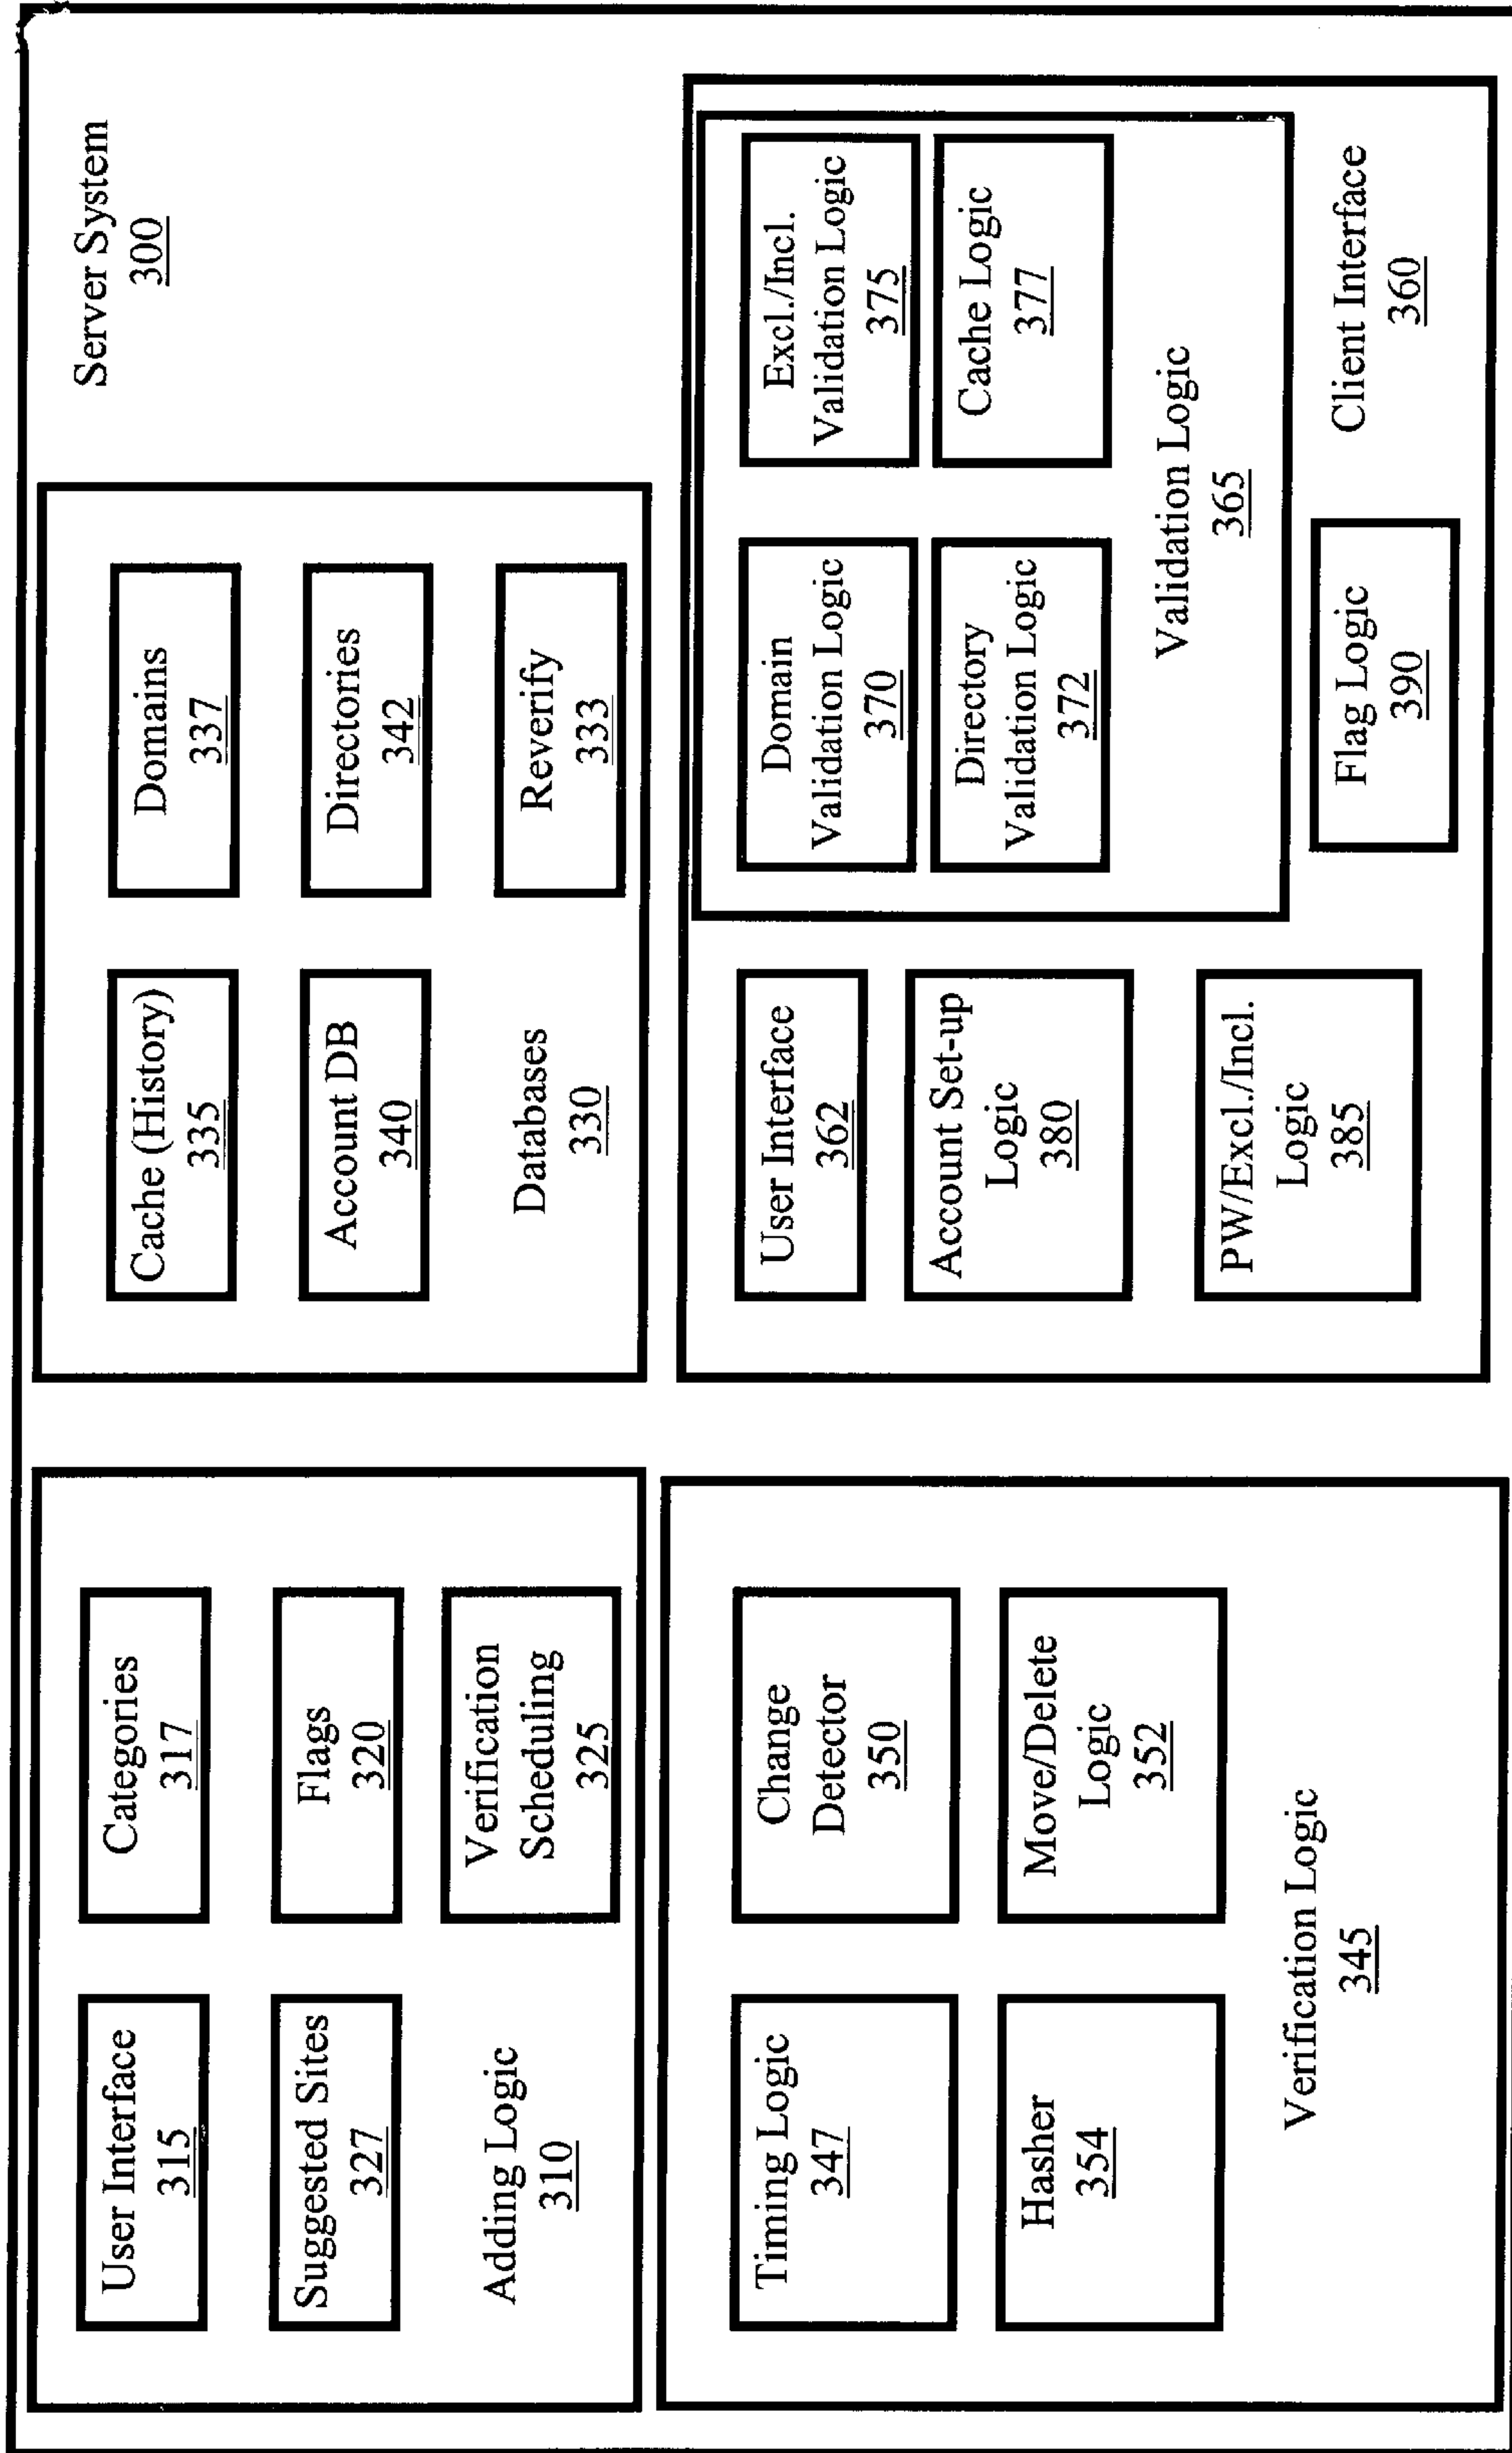 Server System
300
User Interface
315
Categories
317
Suggested Sites
327
Flags
320
Verification
Scheduling
325
Adding Logic
310
Cache (History)
335
Domains
337
Account DB
340
Directories
342
Reverify
333
Databases
330
Timing Logic
347
Change
Detector
350
Hasher
354
Move/Delete
Logic
352
Verification Logic
345
User Interface
362
Account Set-up
Logic
380
PW/Excl./Incl.
Logic
385
Domain
Validation Logic
370
Excl./Incl.
Validation Logic
375
Directory
Validation Logic
372
Cache Logic
377
Validation Logic
365
Flag Logic
390
Client Interface
360